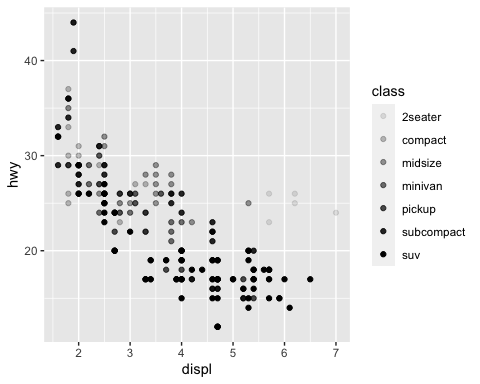 hwy
40
30
20
2
3
4
5
6
7
displ
class
2seater
compact
midsize
minivan
pickup
subcompact
suv